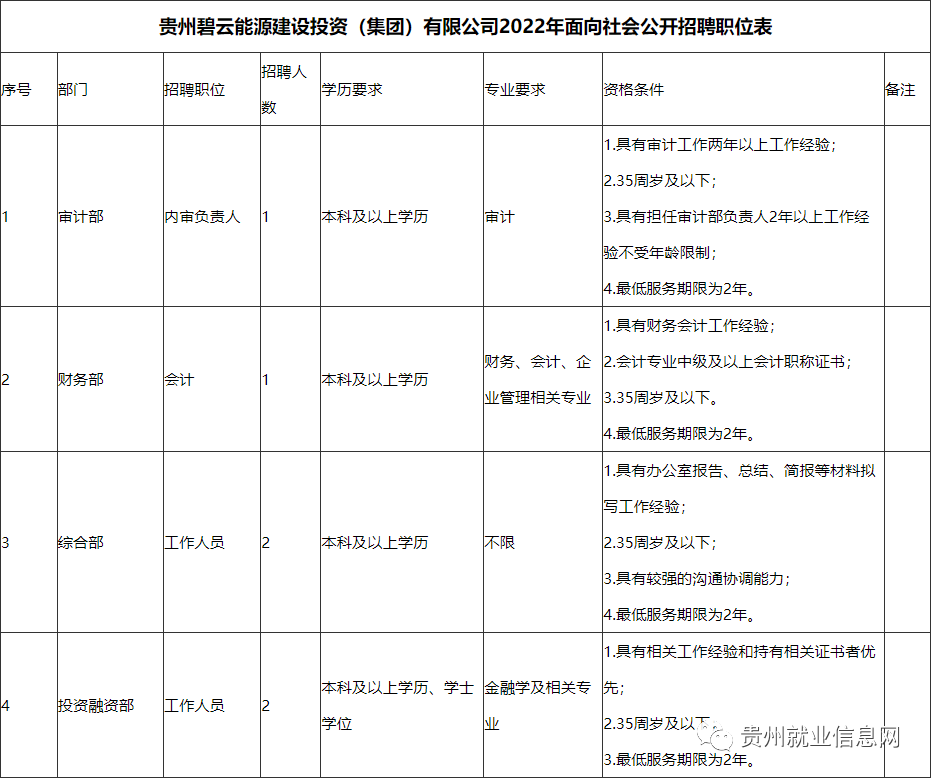 贵州碧云能源建设投资（集团）有限公司2022年面向社会公开招聘职位表
序号 部门 招聘职位 招聘人数 学历要求 专业要求 资格条件 备注
1 审计部 内审负责人 1 本科及以上学历 审计
1.具有审计工作两年以上工作经验；
2.35周岁及以下；
3.具有担任审计部负责人2年以上工作经
验不受年龄限制；
4.最低服务期限为2年。
2 财务部 会计 1 本科及以上学历
财务、会计、企
业管理相关专业
1.具有财务会计工作经验；
2.会计专业中级及以上会计职称证书；
3.35周岁及以下。
4.最低服务期限为2年。
3 综合部 工作人员 2 本科及以上学历 不限
1.具有办公室报告、总结、简报等材料拟
写工作经验；
2.35周岁及以下；
3.具有较强的沟通协调能力；
4.最低服务期限为2年。
4 投资融资部 工作人员 2
本科及以上学历、学士
学位
金融学及相关专
业
1.具有相关工作经验和持有相关证书者优
先；
2.35周岁及以下。
3.最低服务期限为2年。
贵州就业信息网